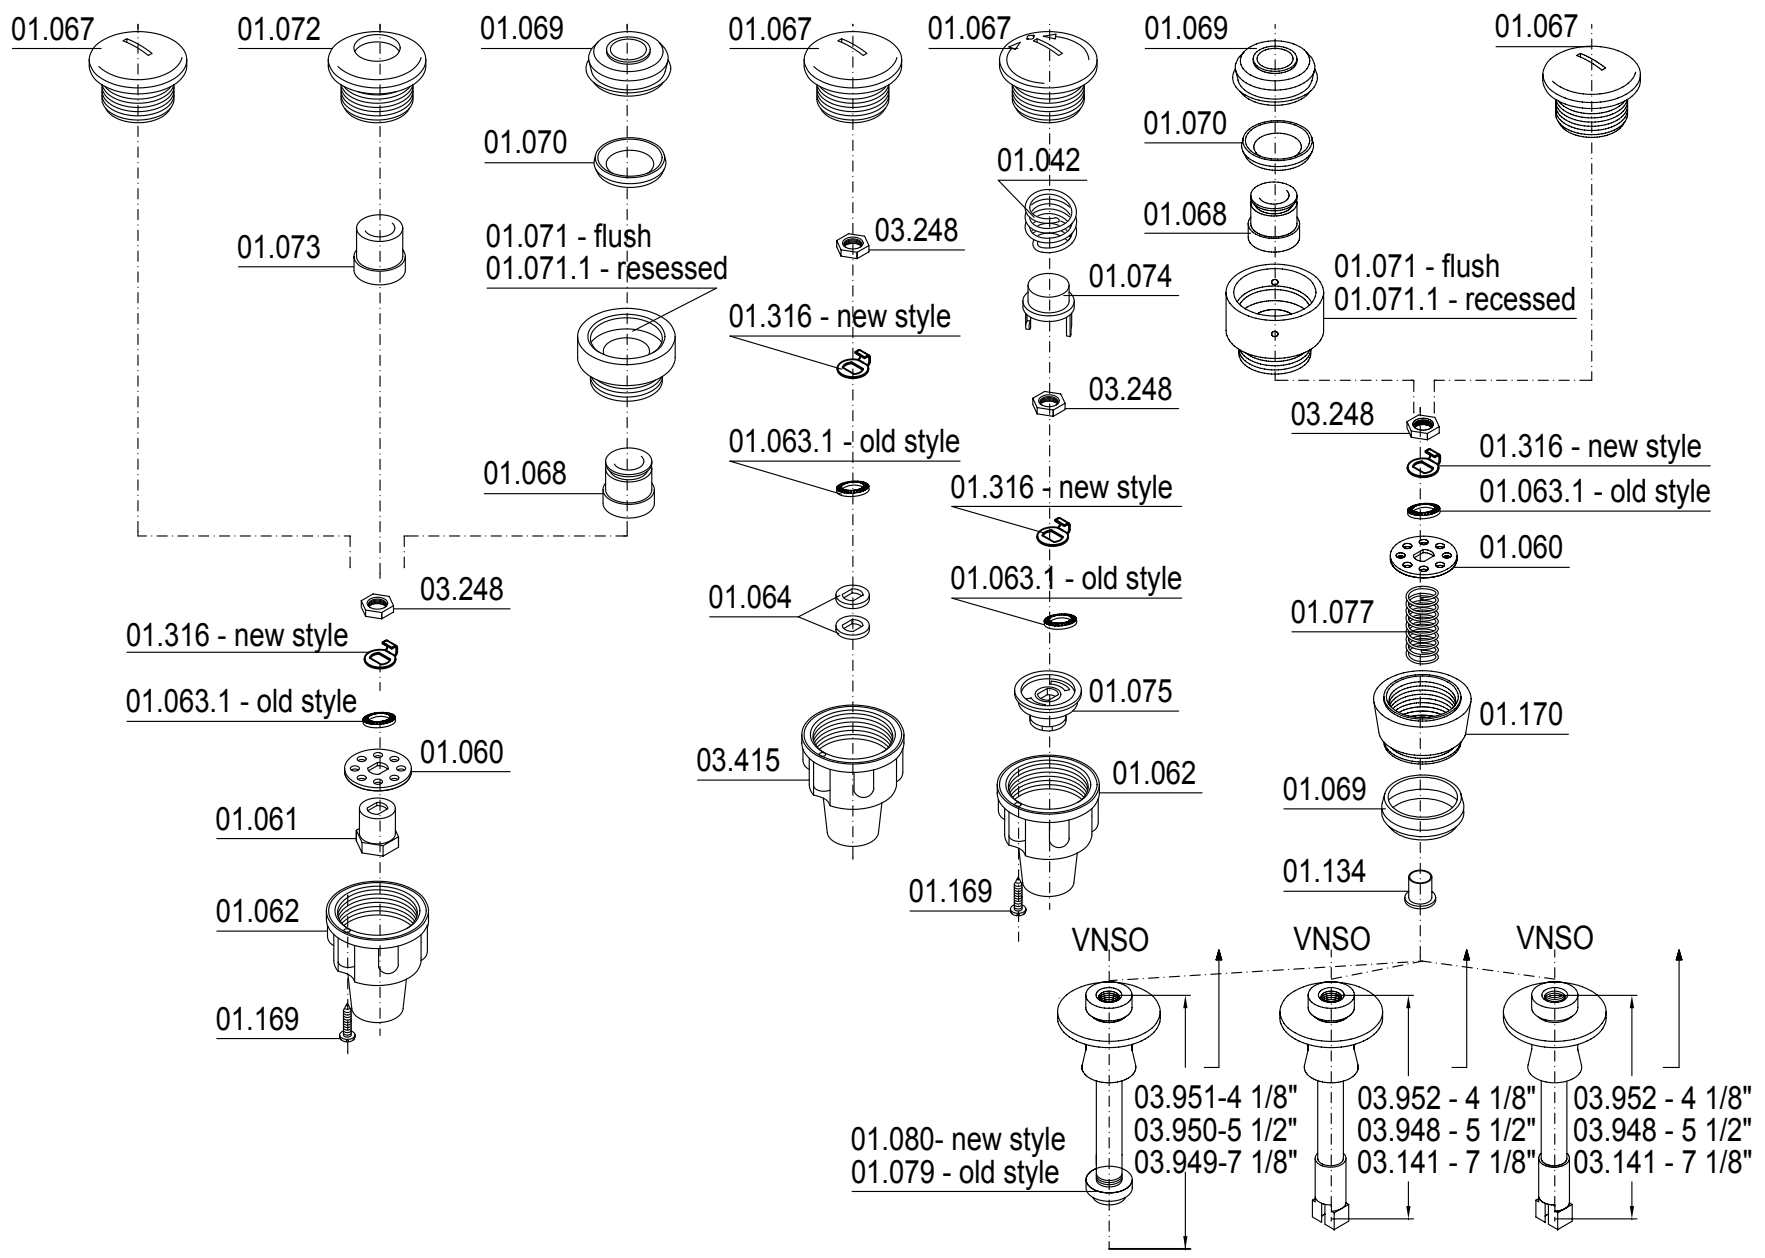 01.067
01.072
01.069
01.067
01.067
01.069
01.067
01.070
01.070
01.042
01.068
01.073
01.071 - flush
01.071.1 - resessed
03.248
01.074
01.071 - flush
01.071.1 - recessed
01.316 - new style
03.248
03.248
01.068
01.063.1 - old style
01.316 - new style
01.063.1 - old style
01.316 - new style
01.060
03.248
01.064
01.063.1 - old style
01.077
01.316 - new style
01.063.1 - old style
01.075
01.170
01.060
03.415
01.062
01.069
01.061
01.134
01.062
01.169
01.169
VNSO
VNSO
VNSO
03.951-4 1/8"
03.950-5 1/2"
03.949-7 1/8"
03.952 - 4 1/8"
03.948 - 5 1/2"
03.141 - 7 1/8"
03.952 - 4 1/8"
03.948 - 5 1/2"
03.141 - 7 1/8"
01.080- new style
01.079 - old style